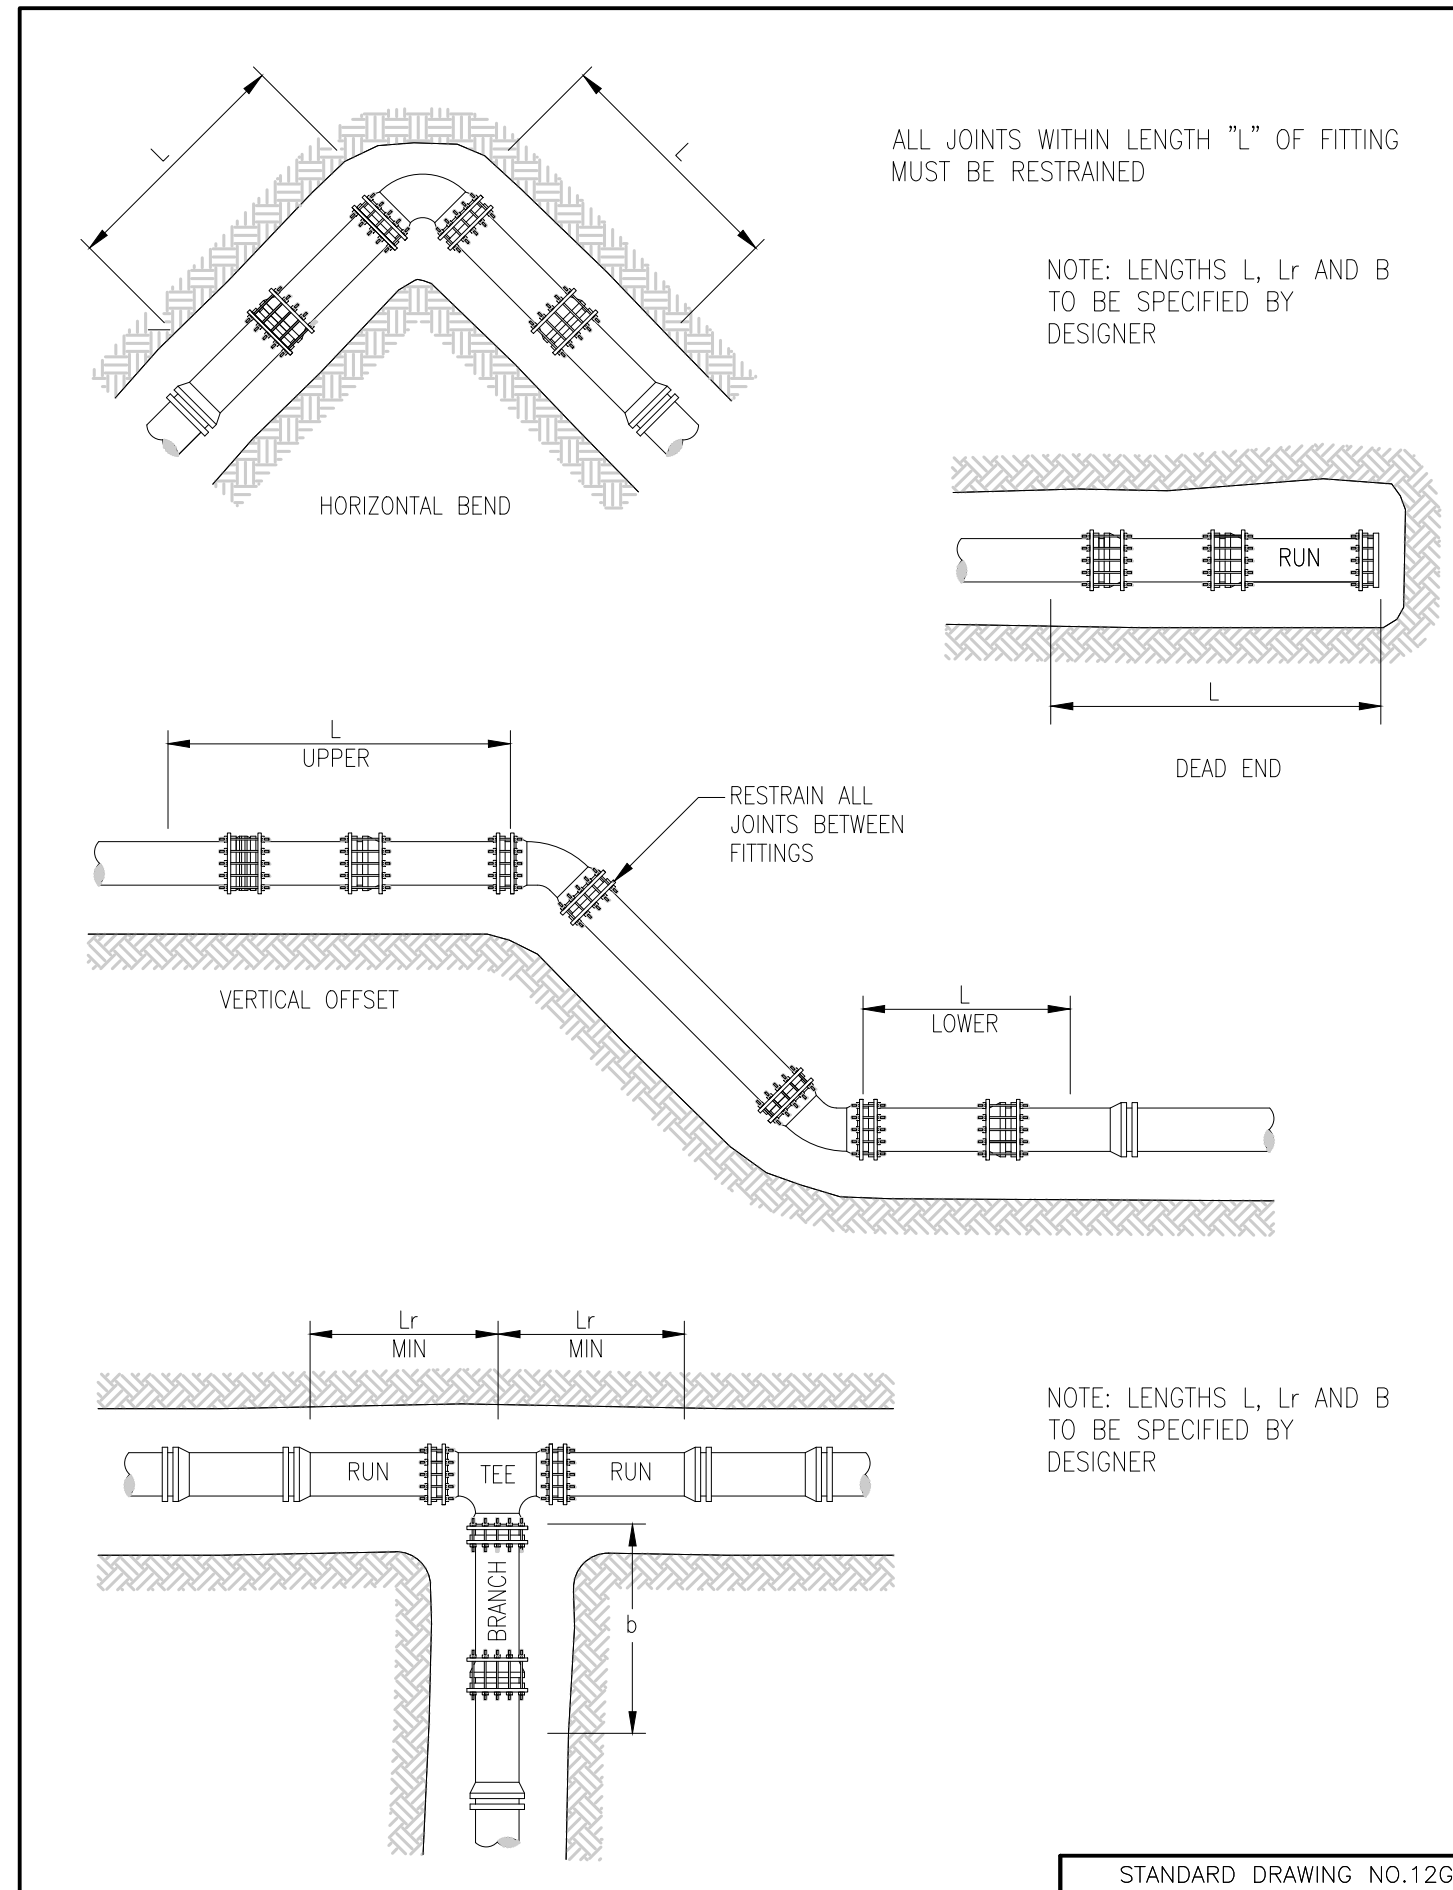 L
L
ALL JOINTS WITHIN LENGTH "L" OF FITTING
MUST BE RESTRAINED
NOTE: LENGTHS L, Lr AND B
TO BE SPECIFIED BY
DESIGNER
HORIZONTAL BEND
RUN
L
DEAD END
L
UPPER
RESTRAIN ALL
JOINTS BETWEEN
FITTINGS
VERTICAL OFFSET
L
LOWER
Lr
MIN
Lr
MIN
NOTE: LENGTHS L, Lr AND B
TO BE SPECIFIED BY
DESIGNER
RUN
TEE
RUN
BRANCH
b
STANDARD DRAWING NO.12G